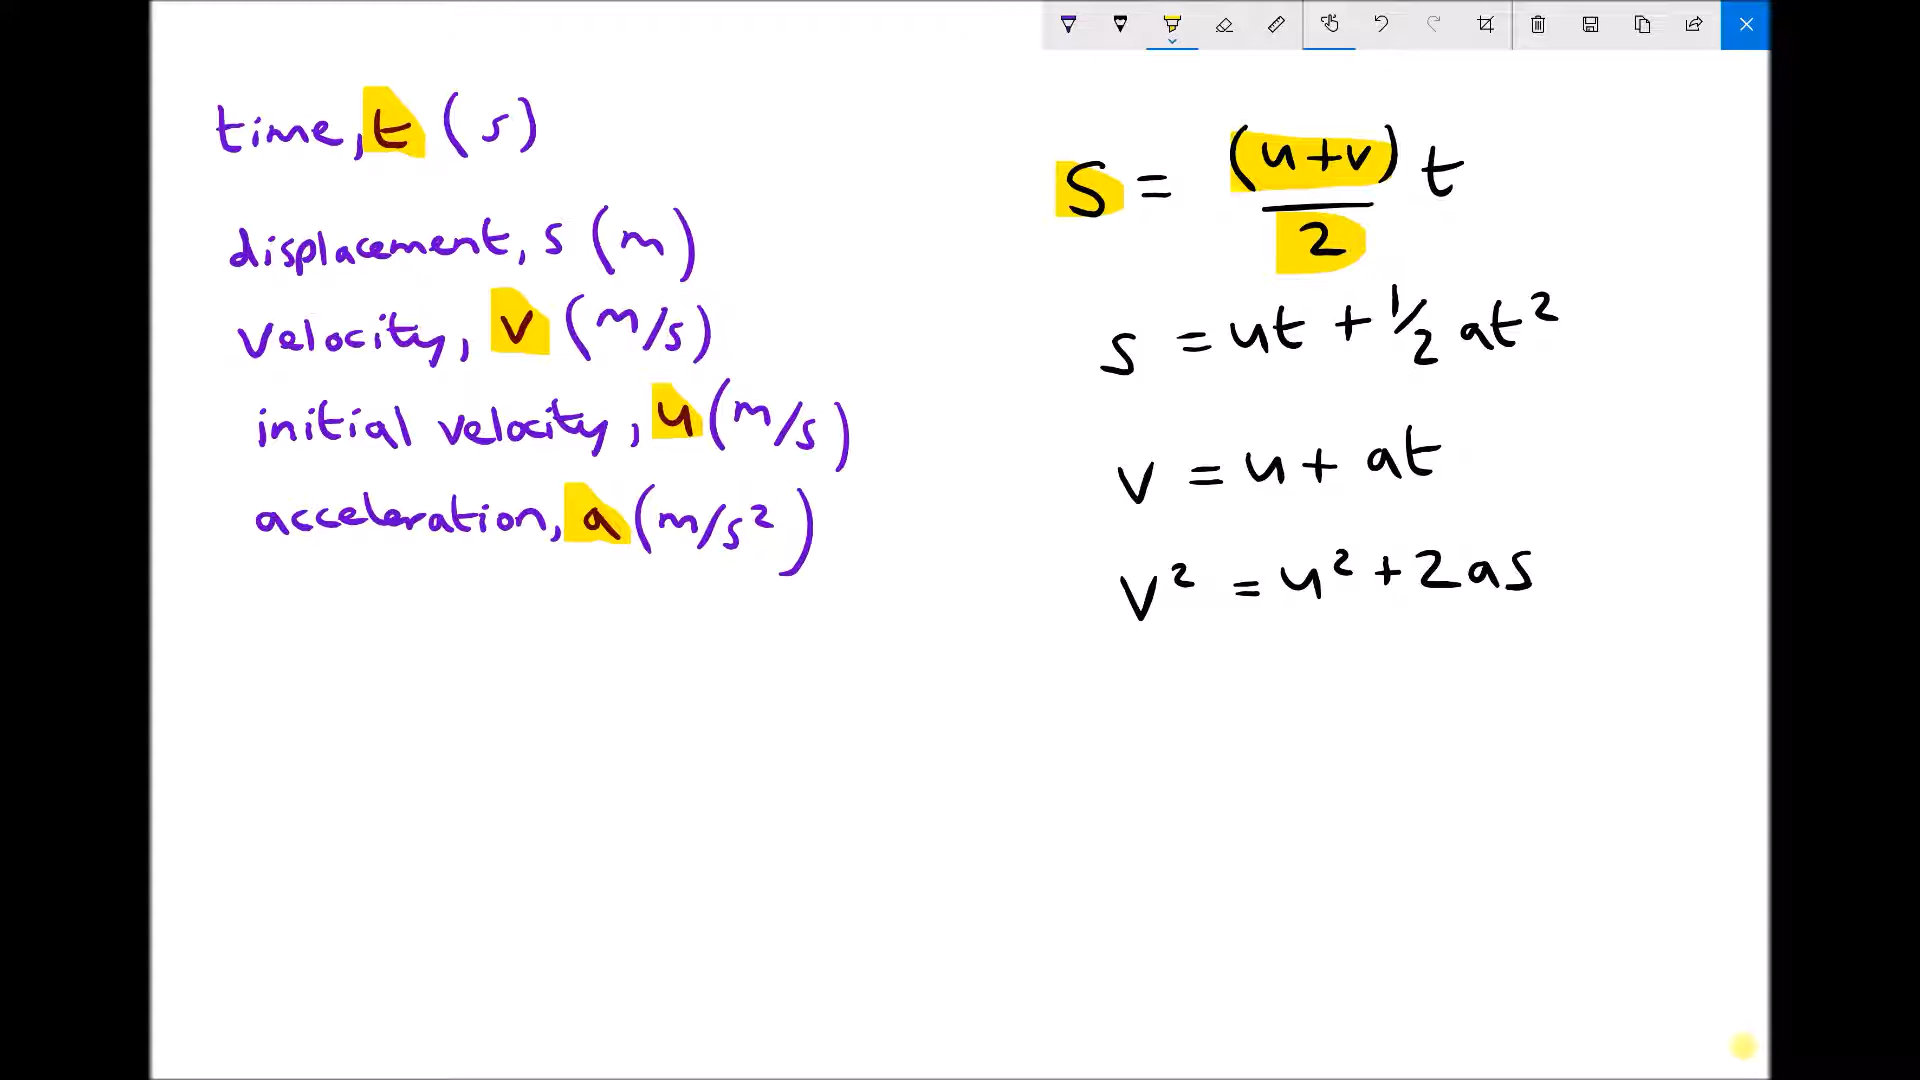 time, t (s)
displacement, s (m)
velocity, v (m/s)
initial velocity, u (m/s)
acceleration, a (m/s²)
S = (u+v)/2 t
s = ut + ½ at²
v = u + at
v² = u² + 2as